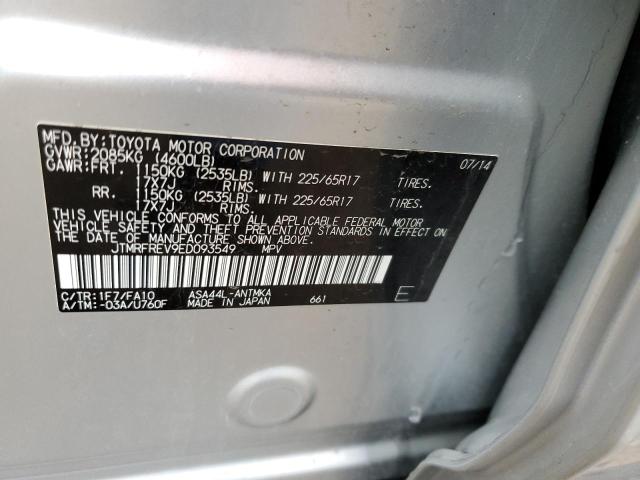 MFD. BY: TOYOTA MOTOR CORPORATION 07/14
GVWR: 2085KG (4600LB)
GAWR: FRT. 1150KG (2535LB) WITH 225/65R17 TIRES.
17X7J RIMS.
RR. 1150KG (2535LB) WITH 225/65R17 TIRES.
17X7J RIMS.
THIS VEHICLE CONFORMS TO ALL APPLICABLE FEDERAL MOTOR
VEHICLE SAFETY AND THEFT PREVENTION STANDARDS IN EFFECT ON
THE DATE OF MANUFACTURE SHOWN ABOVE.
JTMRFREV9ED093549 MPV
C/TR: 1F7/FA10 ASA44L-ANTMKA
A/TM: -03A/U760F MADE IN JAPAN 661 E